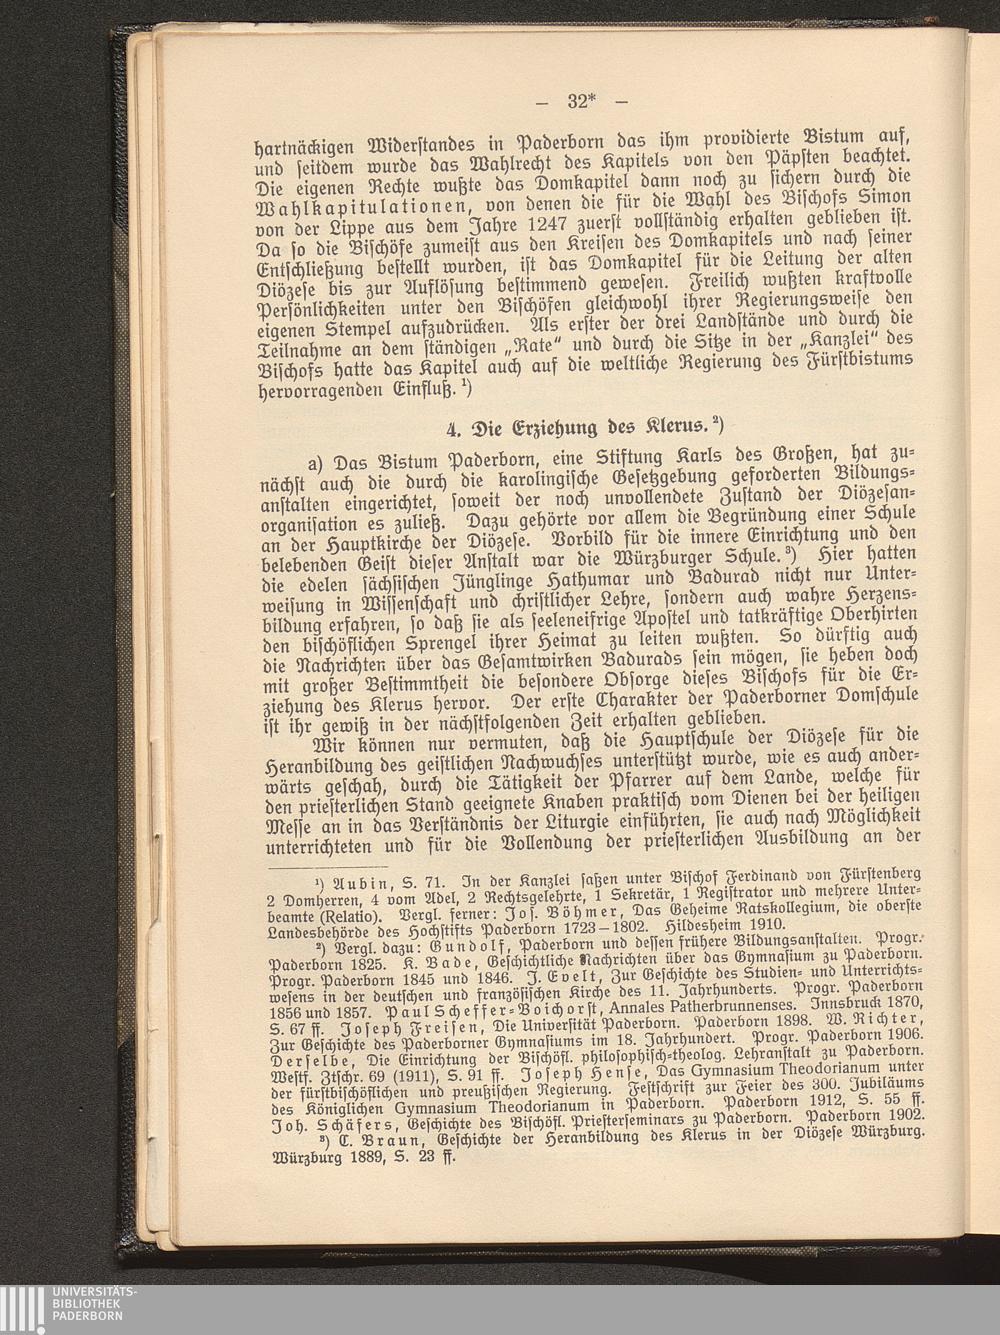 — 32* —
hartnäckigen Widerstandes in Paderborn das ihm providierte Bistum auf,
und seitdem wurde das Wahlrecht des Kapitels von den Päpsten beachtet.
Die eigenen Rechte wußte das Domkapitel dann noch zu sichern durch die
Wahlkapitulationen, von denen die für die Wahl des Bischofs Simon
von der Lippe aus dem Jahre 1247 zuerst vollständig erhalten geblieben ist.
Da so die Bischöfe zumeist aus den Kreisen des Domkapitels und nach seiner
Entschließung bestellt wurden, ist das Domkapitel für die Leitung der alten
Diözese bis zur Auflösung bestimmend gewesen. Freilich wußten kraftvolle
Persönlichkeiten unter den Bischöfen gleichwohl ihrer Regierungsweise den
eigenen Stempel aufzudrücken. Als erster der drei Landstände und durch die
Teilnahme an dem ständigen „Rate“ und durch die Sitze in der „Kanzlei“ des
Bischofs hatte das Kapitel auch auf die weltliche Regierung des Fürstbistums
hervorragenden Einfluß.¹)
4. Die Erziehung des Klerus.²)
a) Das Bistum Paderborn, eine Stiftung Karls des Großen, hat zu-
nächst auch die durch die karolingische Gesetzgebung geforderten Bildungs-
anstalten eingerichtet, soweit der noch unvollendete Zustand der Diözesan-
organisation es zuließ. Dazu gehörte vor allem die Begründung einer Schule
an der Hauptkirche der Diözese. Vorbild für die innere Einrichtung und den
belebenden Geist dieser Anstalt war die Würzburger Schule.³) Hier hatten
die edelen sächsischen Jünglinge Hathumar und Badurad nicht nur Unter-
weisung in Wissenschaft und christlicher Lehre, sondern auch wahre Herzens-
bildung erfahren, so daß sie als seeleneifrige Apostel und tatkräftige Oberhirten
den bischöflichen Sprengel ihrer Heimat zu leiten wußten. So dürftig auch
die Nachrichten über das Gesamtwirken Badurads sein mögen, sie heben doch
mit großer Bestimmtheit die besondere Obsorge dieses Bischofs für die Er-
ziehung des Klerus hervor. Der erste Charakter der Paderborner Domschule
ist ihr gewiß in der nächstfolgenden Zeit erhalten geblieben.
Wir können nur vermuten, daß die Hauptschule der Diözese für die
Heranbildung des geistlichen Nachwuchses unterstützt wurde, wie es auch ander-
wärts geschah, durch die Tätigkeit der Pfarrer auf dem Lande, welche für
den priesterlichen Stand geeignete Knaben praktisch vom Dienen bei der heiligen
Messe an in das Verständnis der Liturgie einführten, sie auch nach Möglichkeit
unterrichteten und für die Vollendung der priesterlichen Ausbildung an der
¹) Aubin, S. 71. In der Kanzlei saßen unter Bischof Ferdinand von Fürstenberg
2 Domherren, 4 vom Adel, 2 Rechtsgelehrte, 1 Sekretär, 1 Registrator und mehrere Unter-
beamte (Relatio). Vergl. ferner: Jos. Böhmer, Das Geheime Ratskollegium, die oberste
Landesbehörde des Hochstifts Paderborn 1723–1802. Hildesheim 1910.
²) Vergl. dazu: Gundolf, Paderborn und dessen frühere Bildungsanstalten. Progr.
Paderborn 1825. K. Bade, Geschichtliche Nachrichten über das Gymnasium zu Paderborn.
Progr. Paderborn 1845 und 1846. J. Evelt, Zur Geschichte des Studien- und Unterrichts-
wesens in der deutschen und französischen Kirche des 11. Jahrhunderts. Progr. Paderborn
1856 und 1857. Paul Scheffer-Boichorst, Annales Patherbrunnenses. Innsbruck 1870,
S. 67 ff. Joseph Freisen, Die Universität Paderborn. Paderborn 1898. W. Richter,
Zur Geschichte des Paderborner Gymnasiums im 18. Jahrhundert. Progr. Paderborn 1906.
Derselbe, Die Einrichtung der Bischöfl. philosophisch-theolog. Lehranstalt zu Paderborn.
Westf. Ztschr. 69 (1911), S. 91 ff. Joseph Hense, Das Gymnasium Theodorianum unter
der fürstbischöflichen und preußischen Regierung. Festschrift zur Feier des 300. Jubiläums
des Königlichen Gymnasium Theodorianum in Paderborn. Paderborn 1912, S. 55 ff.
Joh. Schäfers, Geschichte des Bischöfl. Priesterseminars zu Paderborn. Paderborn 1902.
³) C. Braun, Geschichte der Heranbildung des Klerus in der Diözese Würzburg.
Würzburg 1889, S. 23 ff.
UNIVERSITÄTS-
BIBLIOTHEK
PADERBORN